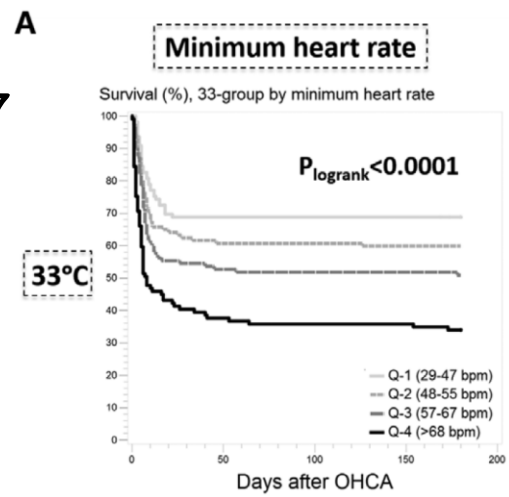 A
Minimum heart rate
Survival (%), 33-group by minimum heart rate
100
90
80
70
60
50
40
30
20
10
0
P logrank<0.0001
33°C
Q-1 (29-47 bpm)
Q-2 (48-55 bpm)
Q-3 (57-67 bpm)
Q-4 (>68 bpm)
0 50 100 150 200
Days after OHCA